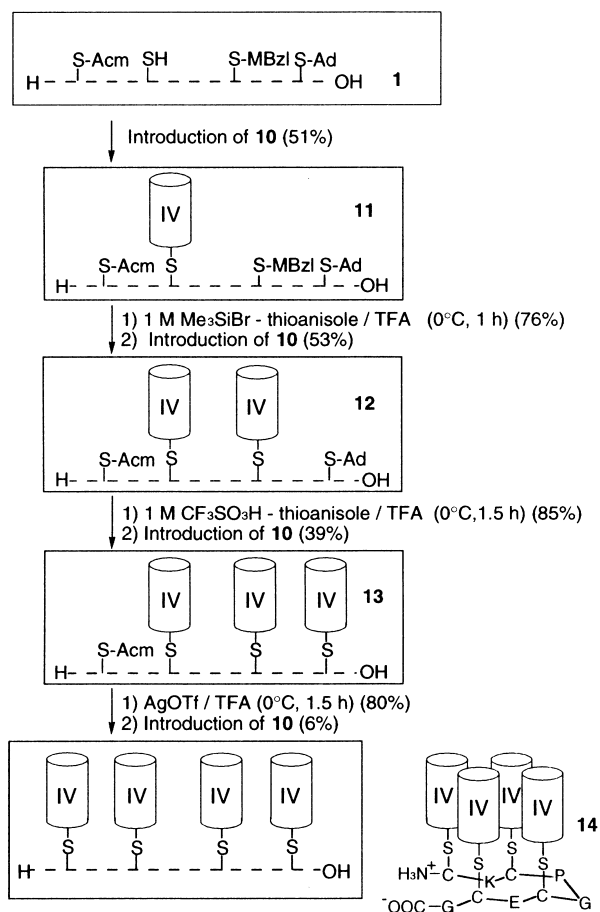 S-Acm SH S-MBzl S-Ad
H OH 1
Introduction of 10 (51%)
IV 11
S-Acm S S-MBzl S-Ad
H- -OH
1) 1 M Me₃SiBr - thioanisole / TFA (0°C, 1 h) (76%)
2) Introduction of 10 (53%)
IV IV 12
S-Acm S S S-Ad
H- -OH
1) 1 M CF₃SO₃H - thioanisole / TFA (0°C,1.5 h) (85%)
2) Introduction of 10 (39%)
IV IV IV 13
S-Acm S S S
H- -OH
1) AgOTf / TFA (0°C, 1.5 h) (80%)
2) Introduction of 10 (6%)
IV IV IV IV
S S S S
H- -OH
IV IV IV IV 14
S S S S
H₃N⁺-C K C P
⁻OOC-G-C E C G